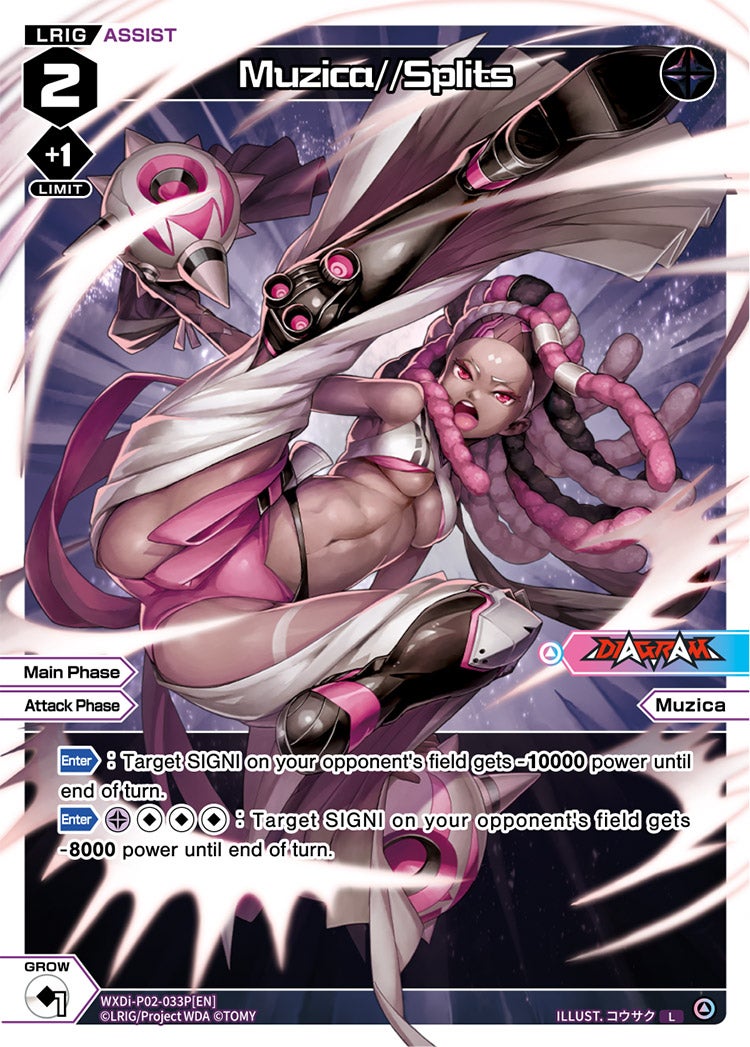 LRIG ASSIST
Muzica//Splits
2
+1
LIMIT
DIAGRAM
Main Phase
Attack Phase
Muzica
Enter : Target SIGNI on your opponent's field gets -10000 power until
end of turn.
Enter : Target SIGNI on your opponent's field gets
-8000 power until end of turn.
GROW
1
WXDi-P02-033P[EN]
©LRIG/Project WDA ©TOMY
ILLUST. コウサク L